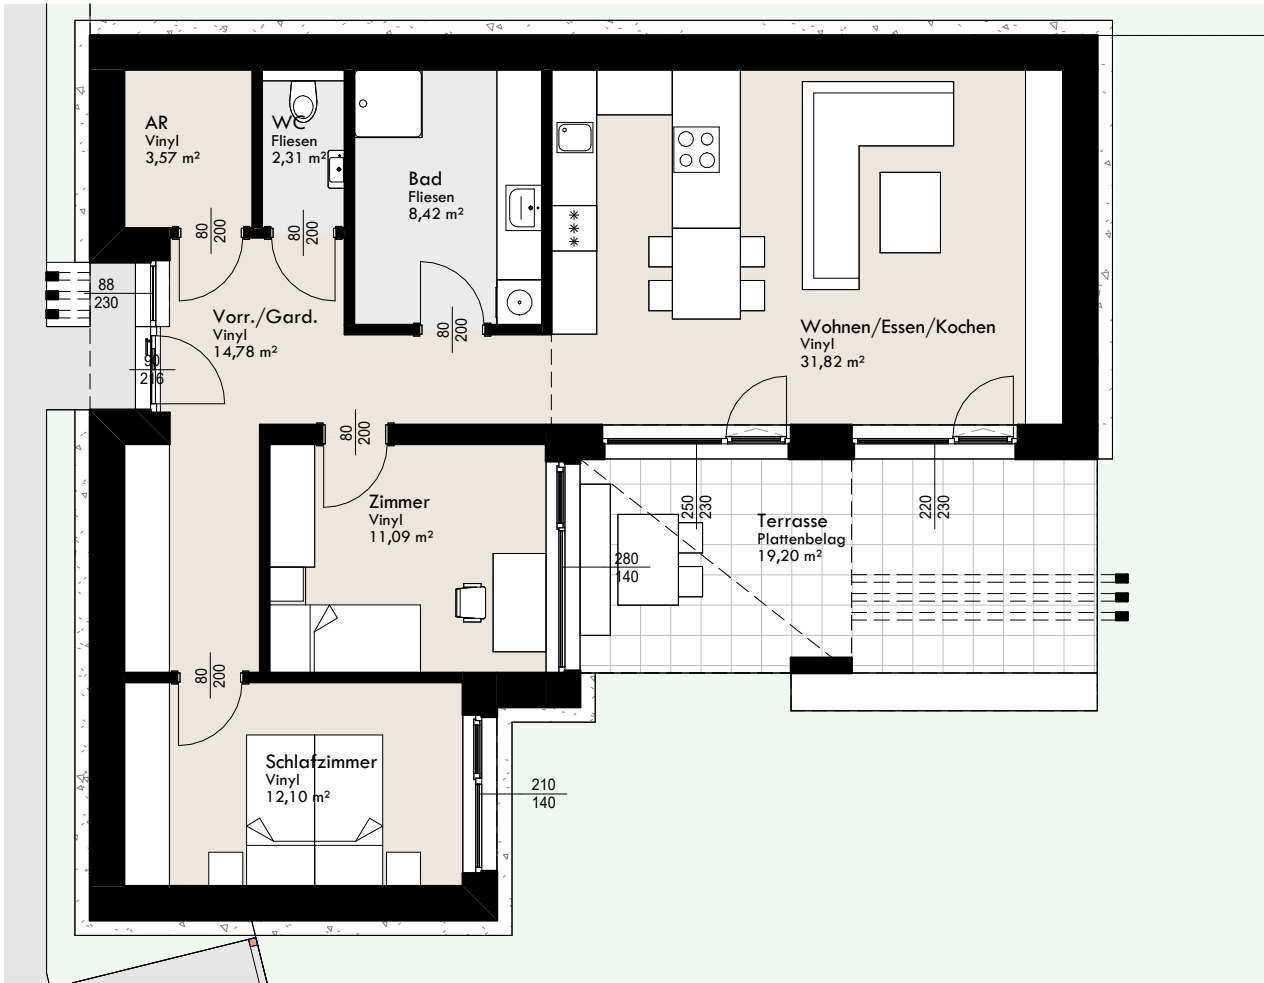 AR
Vinyl
3,57 m²
WC
Fliesen
2,31 m²
Bad
Fliesen
8,42 m²
80
200
80
200
88
230
Vorr./Gard.
Vinyl
14,78 m²
80
200
Wohnen/Essen/Kochen
Vinyl
31,82 m²
90
216
80
200
Zimmer
Vinyl
11,09 m²
250
230
220
230
Terrasse
Plattenbelag
19,20 m²
280
140
80
200
Schlafzimmer
Vinyl
12,10 m²
210
140